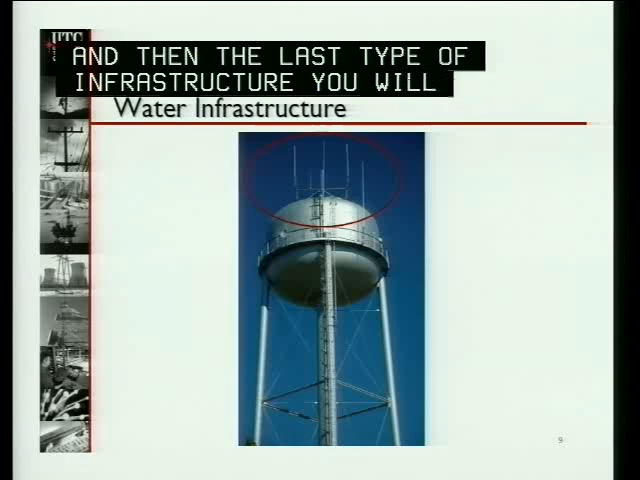 UTC
AND THEN THE LAST TYPE OF
INFRASTRUCTURE YOU WILL
Water Infrastructure
9